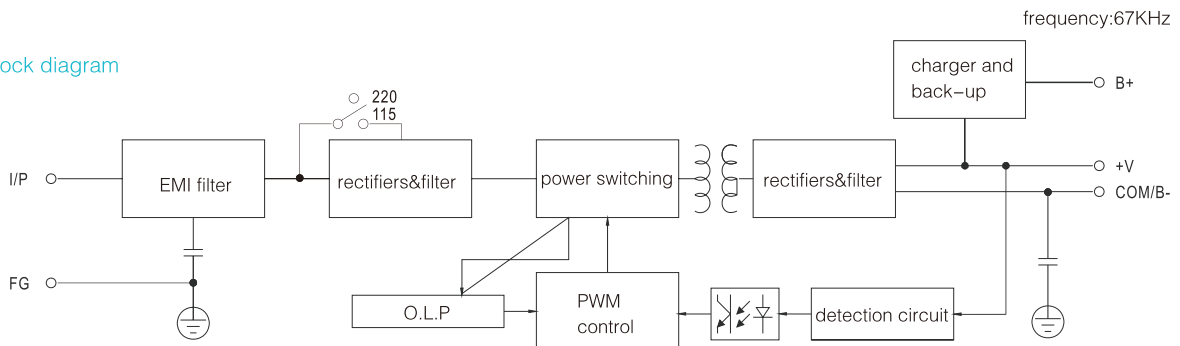 frequency:67KHz
ock diagram
charger and
back-up
B+
220
115
I/P
EMI filter
rectifiers&filter
power switching
rectifiers&filter
+V
COM/B-
FG
O.L.P
PWM
control
detection circuit